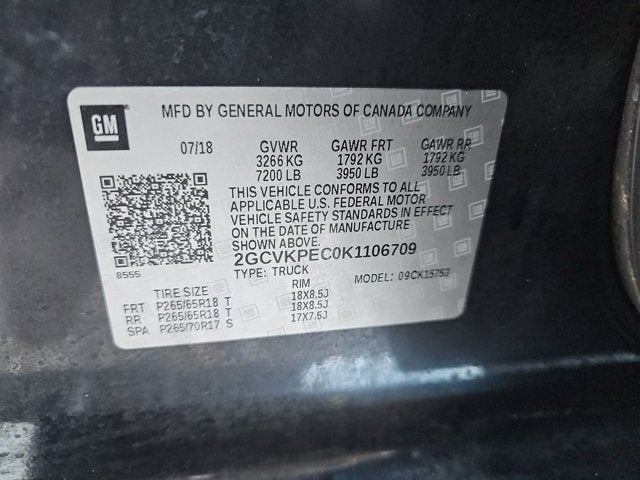 GM
MFD BY GENERAL MOTORS OF CANADA COMPANY
07/18 GVWR GAWR FRT GAWR RR
3266 KG 1792 KG 1792 KG
7200 LB 3950 LB 3950 LB
THIS VEHICLE CONFORMS TO ALL
APPLICABLE U.S. FEDERAL MOTOR
VEHICLE SAFETY STANDARDS IN EFFECT
ON THE DATE OF MANUFACTURE
SHOWN ABOVE.
2GCVKPEC0K1106709
8555 TYPE: TRUCK MODEL: 09CK15753
TIRE SIZE RIM
FRT P265/65R18 T 18X8.5J
RR P265/65R18 T 18X8.5J
SPA P265/70R17 S 17X7.5J